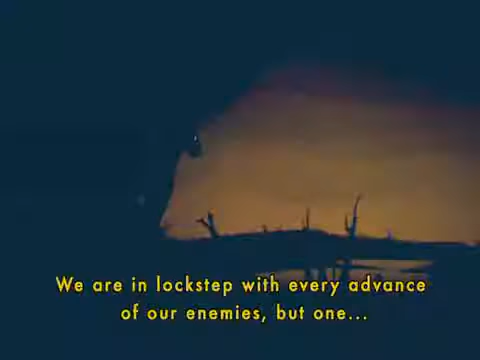 We are in lockstep with every advance
of our enemies, but one...